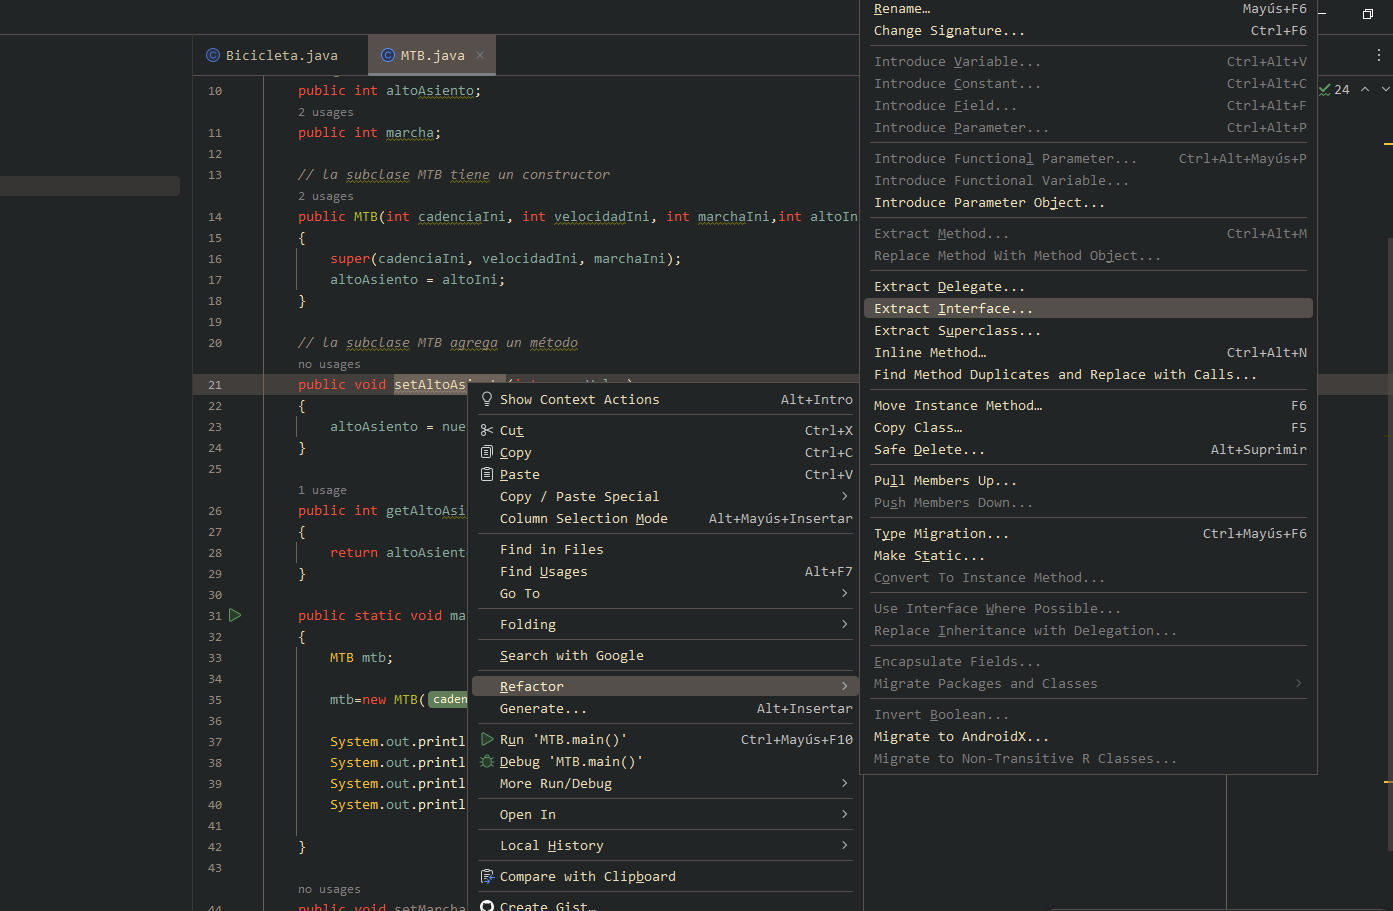 Bicicleta.java
MTB.java
24
10 public int altoAsiento;
2 usages
11 public int marcha;
12
13 // la subclase MTB tiene un constructor
2 usages
14 public MTB(int cadenciaIni, int velocidadIni, int marchaIni,int altoIn
15 {
16 super(cadenciaIni, velocidadIni, marchaIni);
17 altoAsiento = altoIni;
18 }
19
20 // la subclase MTB agrega un método
no usages
21 public void setAltoAs
22 {
23 altoAsiento = nue
24 }
25
1 usage
26 public int getAltoAsi
27 {
28 return altoAsient
29 }
30
31 public static void ma
32 {
33 MTB mtb;
34
35 mtb=new MTB( caden
36
37 System.out.printl
38 System.out.printl
39 System.out.printl
40 System.out.printl
41
42 }
43
no usages
44 public void setMarcha
Show Context Actions Alt+Intro
Cut Ctrl+X
Copy Ctrl+C
Paste Ctrl+V
Copy / Paste Special
Column Selection Mode Alt+Mayús+Insertar
Find in Files
Find Usages Alt+F7
Go To
Folding
Search with Google
Refactor
Generate... Alt+Insertar
Run 'MTB.main()' Ctrl+Mayús+F10
Debug 'MTB.main()'
More Run/Debug
Open In
Local History
Compare with Clipboard
Create Gist…
Rename… Mayús+F6
Change Signature... Ctrl+F6
Introduce Variable... Ctrl+Alt+V
Introduce Constant... Ctrl+Alt+C
Introduce Field... Ctrl+Alt+F
Introduce Parameter... Ctrl+Alt+P
Introduce Functional Parameter... Ctrl+Alt+Mayús+P
Introduce Functional Variable...
Introduce Parameter Object...
Extract Method... Ctrl+Alt+M
Replace Method With Method Object...
Extract Delegate...
Extract Interface...
Extract Superclass...
Inline Method… Ctrl+Alt+N
Find Method Duplicates and Replace with Calls...
Move Instance Method… F6
Copy Class… F5
Safe Delete... Alt+Suprimir
Pull Members Up...
Push Members Down...
Type Migration... Ctrl+Mayús+F6
Make Static...
Convert To Instance Method...
Use Interface Where Possible...
Replace Inheritance with Delegation...
Encapsulate Fields...
Migrate Packages and Classes
Invert Boolean...
Migrate to AndroidX...
Migrate to Non-Transitive R Classes...